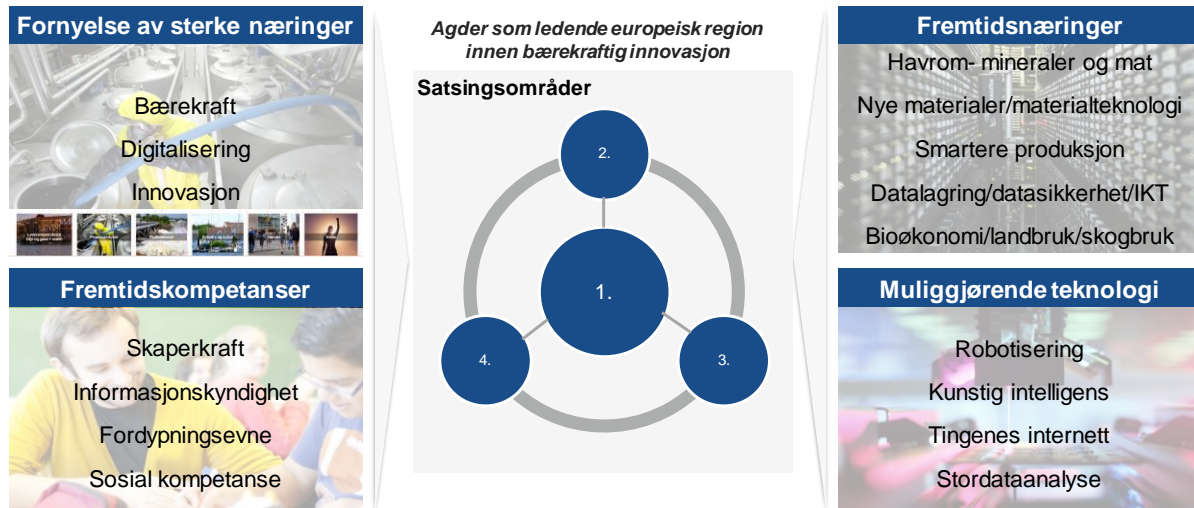 Fornyelse av sterke næringer
Bærekraft
Digitalisering
Innovasjon
Fremtidskompetanser
Skaperkraft
Informasjonskyndighet
Fordypningsevne
Sosial kompetanse
Agder som ledende europeisk region
innen bærekraftig innovasjon
Satsingsområder
2.
1.
4.
3.
Fremtidsnæringer
Havrom- mineraler og mat
Nye materialer/materialteknologi
Smartere produksjon
Datalagring/datasikkerhet/IKT
Bioøkonomi/landbruk/skogbruk
Muliggjørende teknologi
Robotisering
Kunstig intelligens
Tingenes internett
Stordataanalyse